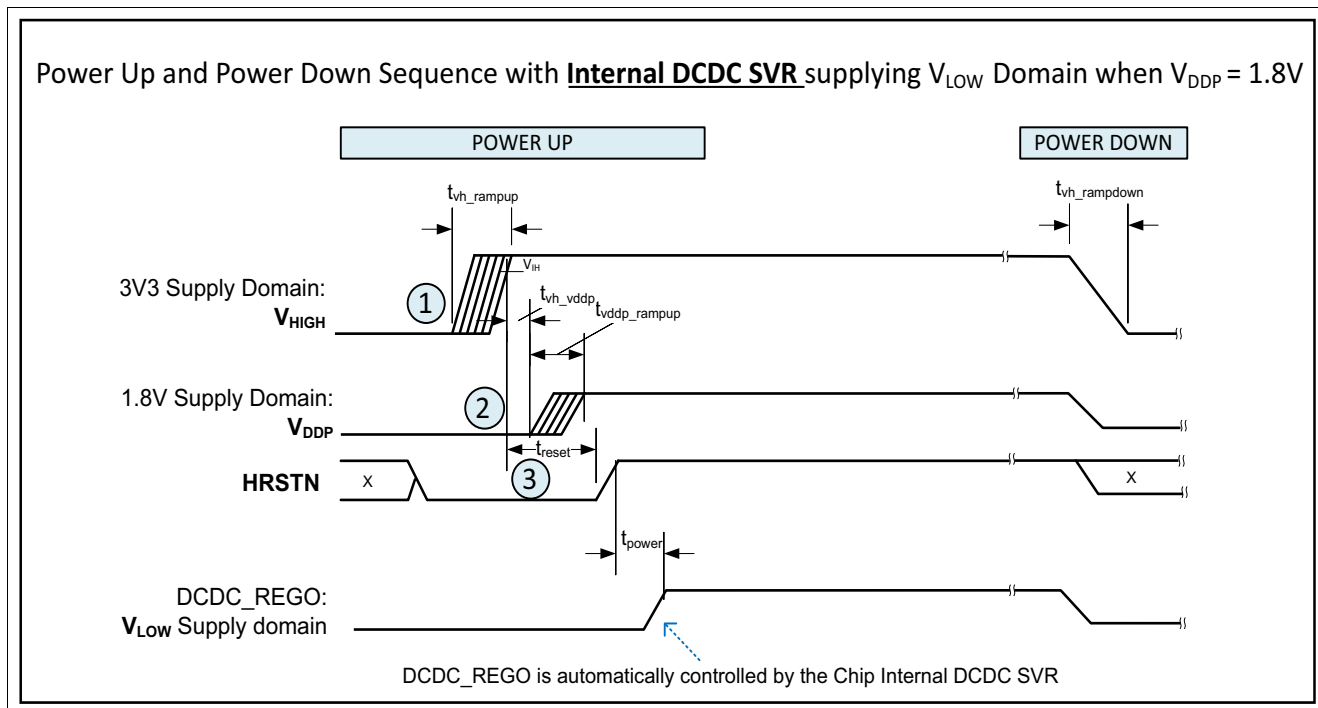 Power Up and Power Down Sequence with Internal DCDC SVR supplying VLOW Domain when VDDP = 1.8V
POWER UP
POWER DOWN
tvh_rampup
tvh_rampdown
VIH
3V3 Supply Domain:
VHIGH
1
tvh_vddp
tvddp_rampup
1.8V Supply Domain:
VDDP
2
treset
HRSTN
X
3
X
tpower
DCDC_REGO:
VLOW Supply domain
DCDC_REGO is automatically controlled by the Chip Internal DCDC SVR